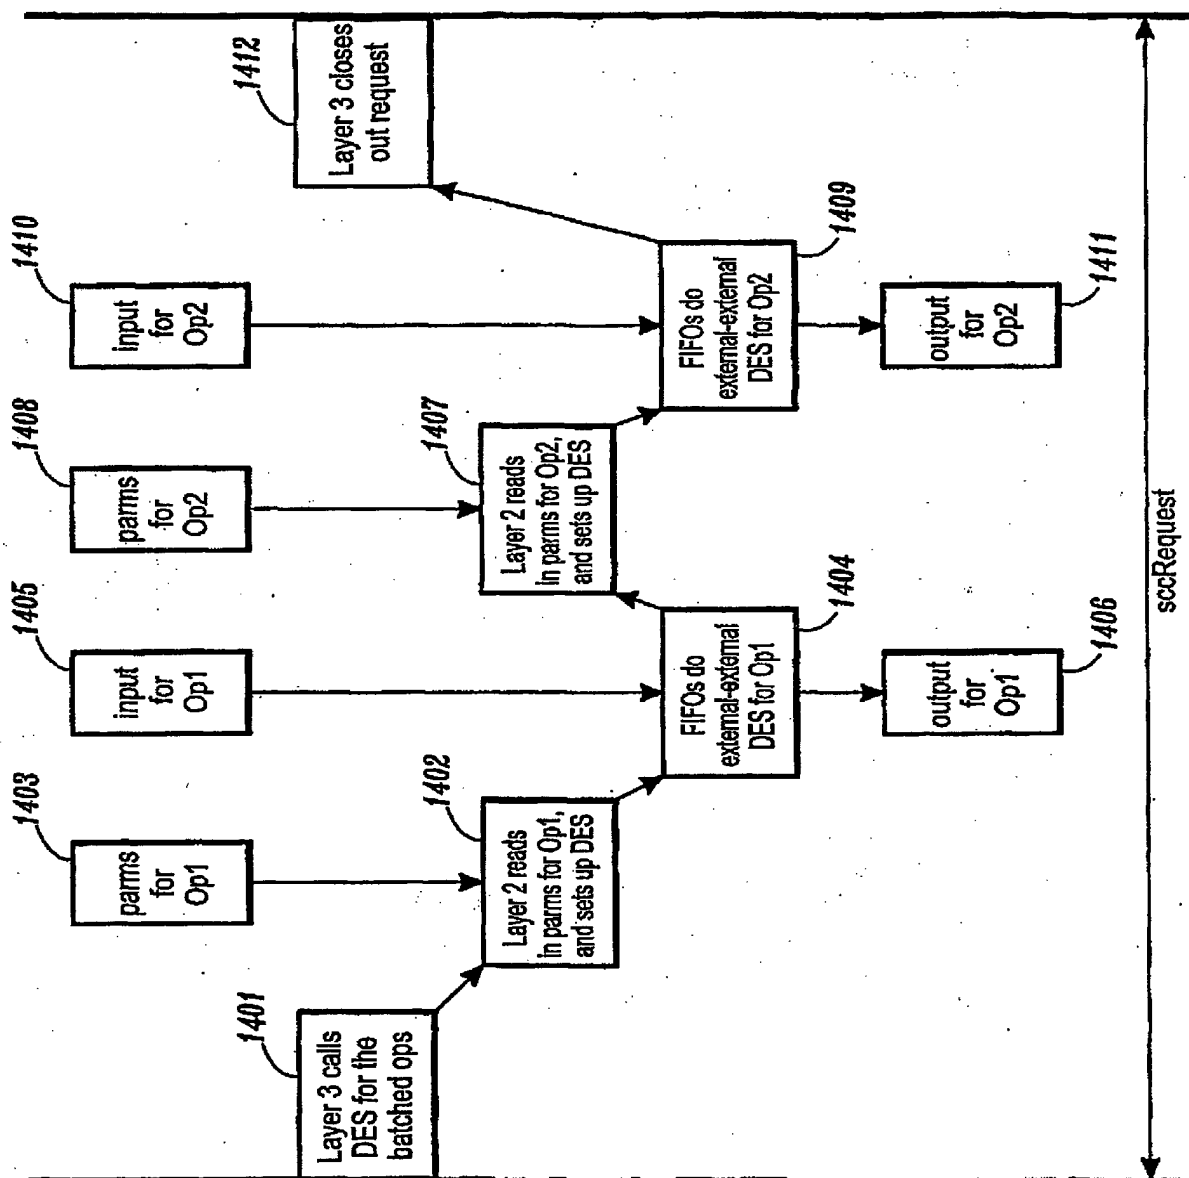 1401
Layer 3 calls
DES for the
batched ops
1403
parms
for
Op1
1402
Layer 2 reads
in parms for Op1,
and sets up DES
1405
input
for
Op1
1404
FIFOs do
external-external
DES for Op1
1406
output
for
Op1
1408
parms
for
Op2
1407
Layer 2 reads
in parms for Op2,
and sets up DES
1410
input
for
Op2
1409
FIFOs do
external-external
DES for Op2
1411
output
for
Op2
1412
Layer 3 closes
out request
sccRequest